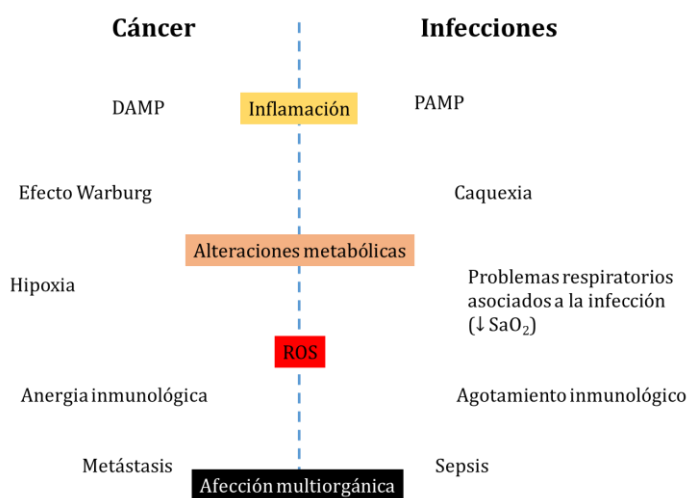 Cáncer
Infecciones
DAMP
Inflamación
PAMP
Efecto Warburg
Caquexia
Alteraciones metabólicas
Hipoxia
Problemas respiratorios
asociados a la infección
(↓ SaO₂)
ROS
Anergia inmunológica
Agotamiento inmunológico
Metástasis
Sepsis
Afección multiorgánica